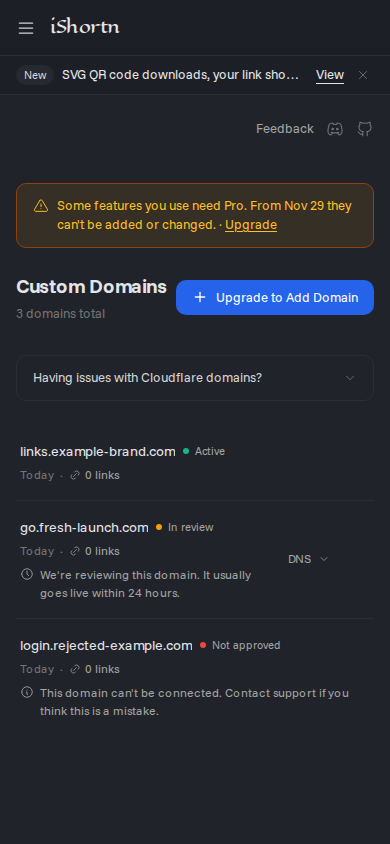 iShortn
New SVG QR code downloads, your link sho... View
Feedback
Some features you use need Pro. From Nov 29 they
can't be added or changed. · Upgrade
Custom Domains
Upgrade to Add Domain
3 domains total
Having issues with Cloudflare domains?
links.example-brand.com Active
Today · 0 links
go.fresh-launch.com In review
Today · 0 links
DNS
We're reviewing this domain. It usually
goes live within 24 hours.
login.rejected-example.com Not approved
Today · 0 links
This domain can't be connected. Contact support if you
think this is a mistake.